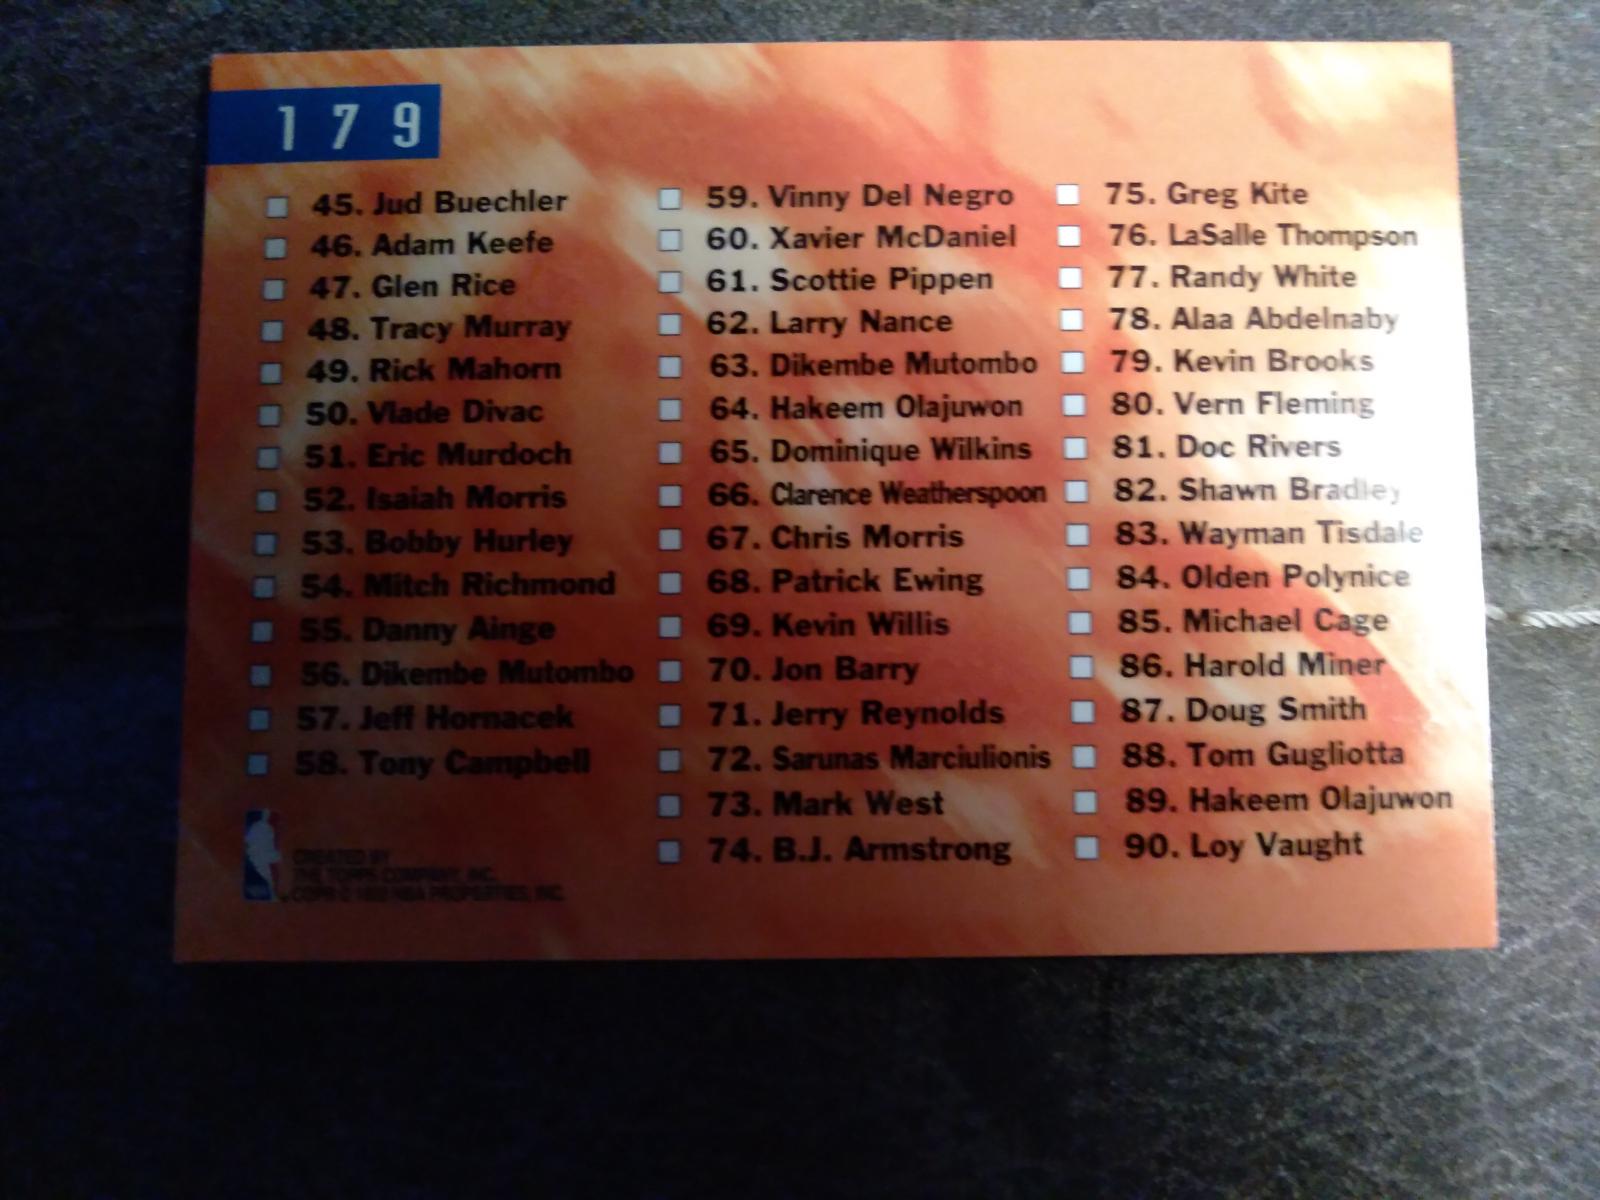 179
45. Jud Buechler
46. Adam Keefe
47. Glen Rice
48. Tracy Murray
49. Rick Mahorn
50. Vlade Divac
51. Eric Murdoch
52. Isaiah Morris
53. Bobby Hurley
54. Mitch Richmond
55. Danny Ainge
56. Dikembe Mutombo
57. Jeff Hornacek
58. Tony Campbell
CREATED BY
THE TOPPS COMPANY, INC.
COPR © NBA PROPERTIES, INC.
59. Vinny Del Negro
60. Xavier McDaniel
61. Scottie Pippen
62. Larry Nance
63. Dikembe Mutombo
64. Hakeem Olajuwon
65. Dominique Wilkins
66. Clarence Weatherspoon
67. Chris Morris
68. Patrick Ewing
69. Kevin Willis
70. Jon Barry
71. Jerry Reynolds
72. Sarunas Marciulionis
73. Mark West
74. B.J. Armstrong
75. Greg Kite
76. LaSalle Thompson
77. Randy White
78. Alaa Abdelnaby
79. Kevin Brooks
80. Vern Fleming
81. Doc Rivers
82. Shawn Bradley
83. Wayman Tisdale
84. Olden Polynice
85. Michael Cage
86. Harold Miner
87. Doug Smith
88. Tom Gugliotta
89. Hakeem Olajuwon
90. Loy Vaught